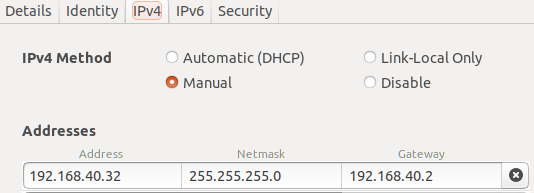 Details Identity IPv4 IPv6 Security
IPv4 Method Automatic (DHCP) Link-Local Only
Manual Disable
Addresses
Address Netmask Gateway
192.168.40.32 255.255.255.0 192.168.40.2